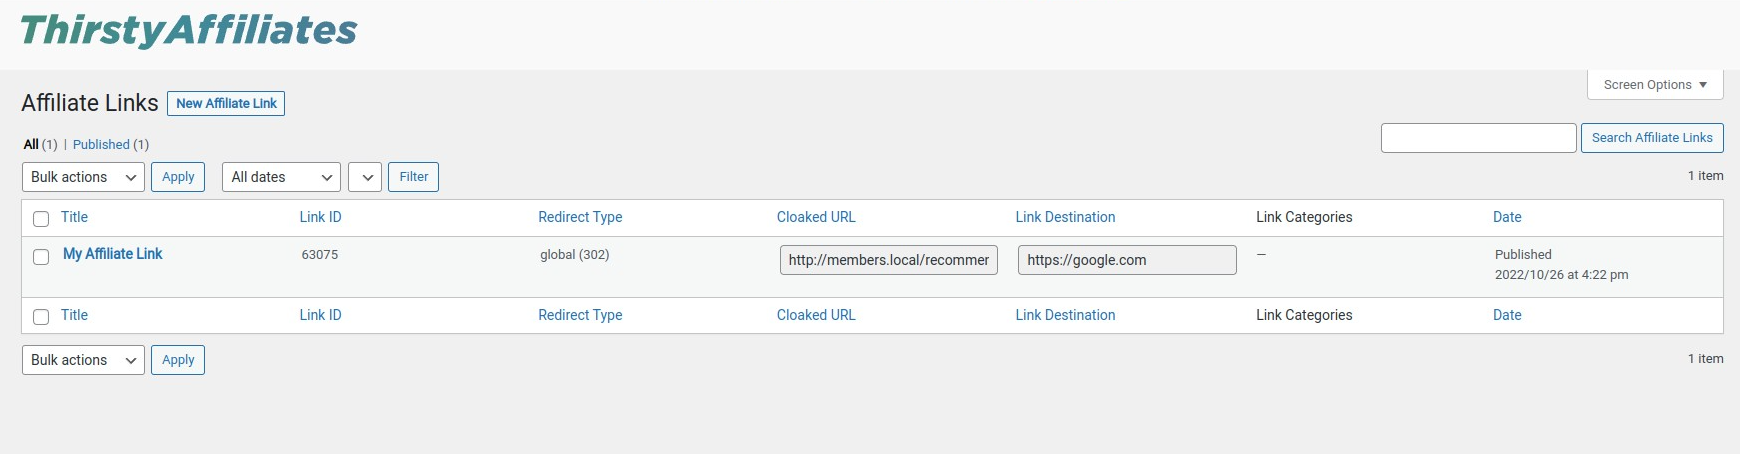 ThirstyAffiliates
Screen Options
Affiliate Links New Affiliate Link
All (1) | Published (1)
Search Affiliate Links
Bulk actions Apply All dates Filter 1 item
Title Link ID Redirect Type Cloaked URL Link Destination Link Categories Date
My Affiliate Link 63075 global (302) http://members.local/recommer https://google.com — Published
2022/10/26 at 4:22 pm
Title Link ID Redirect Type Cloaked URL Link Destination Link Categories Date
Bulk actions Apply 1 item